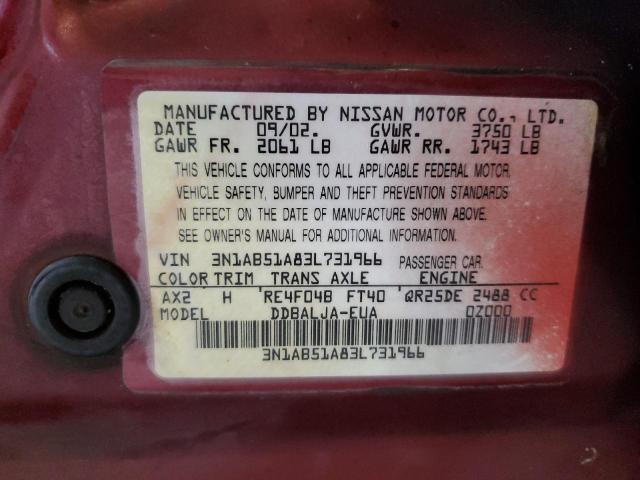 MANUFACTURED BY NISSAN MOTOR CO., LTD.
DATE 09/02. GVWR. 3750 LB
GAWR FR. 2061 LB GAWR RR. 1743 LB
THIS VEHICLE CONFORMS TO ALL APPLICABLE FEDERAL MOTOR
VEHICLE SAFETY, BUMPER AND THEFT PREVENTION STANDARDS
IN EFFECT ON THE DATE OF MANUFACTURE SHOWN ABOVE.
SEE OWNER'S MANUAL FOR ADDITIONAL INFORMATION.
VIN 3N1AB51A83L731966 PASSENGER CAR.
COLOR TRIM TRANS AXLE ENGINE
AX2 H RE4F04B FT40 QR25DE 2488 CC
MODEL DDBALJA-EUA 0Z000
3N1AB51A83L731966